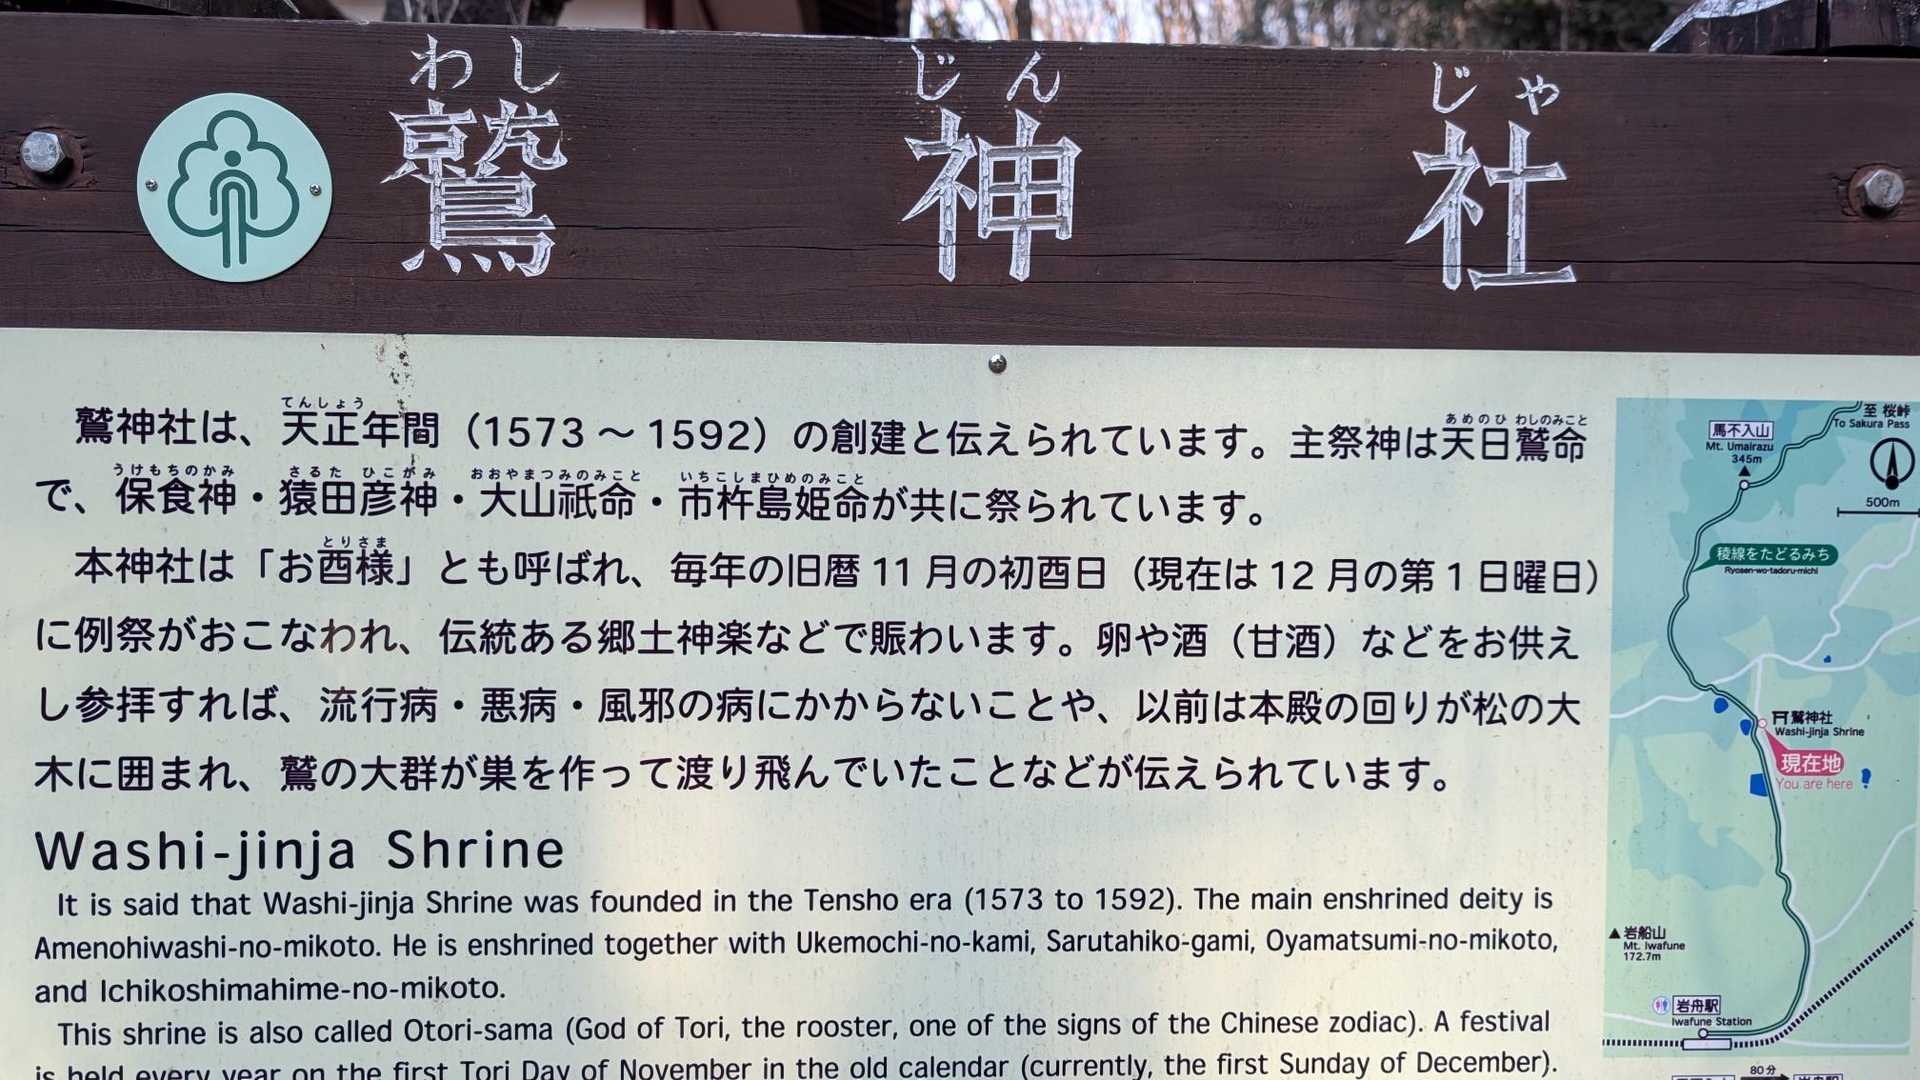 わし じん じゃ
鷲神社
てんしょう あめのひ わしのみこと
鷲神社は、天正年間（1573～1592）の創建と伝えられています。主祭神は天日鷲命
うけもちのかみ さるた ひこがみ おおやまつみのみこと いちこしまひめのみこと
で、保食神・猿田彦神・大山祇命・市杵島姫命が共に祭られています。
とりさま
本神社は「お酉様」とも呼ばれ、毎年の旧暦11月の初酉日（現在は12月の第1日曜日）
に例祭がおこなわれ、伝統ある郷土神楽などで賑わいます。卵や酒（甘酒）などをお供え
し参拝すれば、流行病・悪病・風邪の病にかからないことや、以前は本殿の回りが松の大
木に囲まれ、鷲の大群が巣を作って渡り飛んでいたことなどが伝えられています。
Washi-jinja Shrine
It is said that Washi-jinja Shrine was founded in the Tensho era (1573 to 1592). The main enshrined deity is
Amenohiwashi-no-mikoto. He is enshrined together with Ukemochi-no-kami, Sarutahiko-gami, Oyamatsumi-no-mikoto,
and Ichikoshimahime-no-mikoto.
This shrine is also called Otori-sama (God of Tori, the rooster, one of the signs of the Chinese zodiac). A festival
is held every year on the first Tori Day of November in the old calendar (currently, the first Sunday of December).
至 桜峠
To Sakura Pass
馬不入山
Mt. Umairazu
345m
500m
稜線をたどるみち
Ryosen-wo-tadoru-michi
鷲神社
Washi-jinja Shrine
現在地
You are here
岩船山
Mt. Iwafune
172.7m
岩舟駅
Iwafune Station
80分